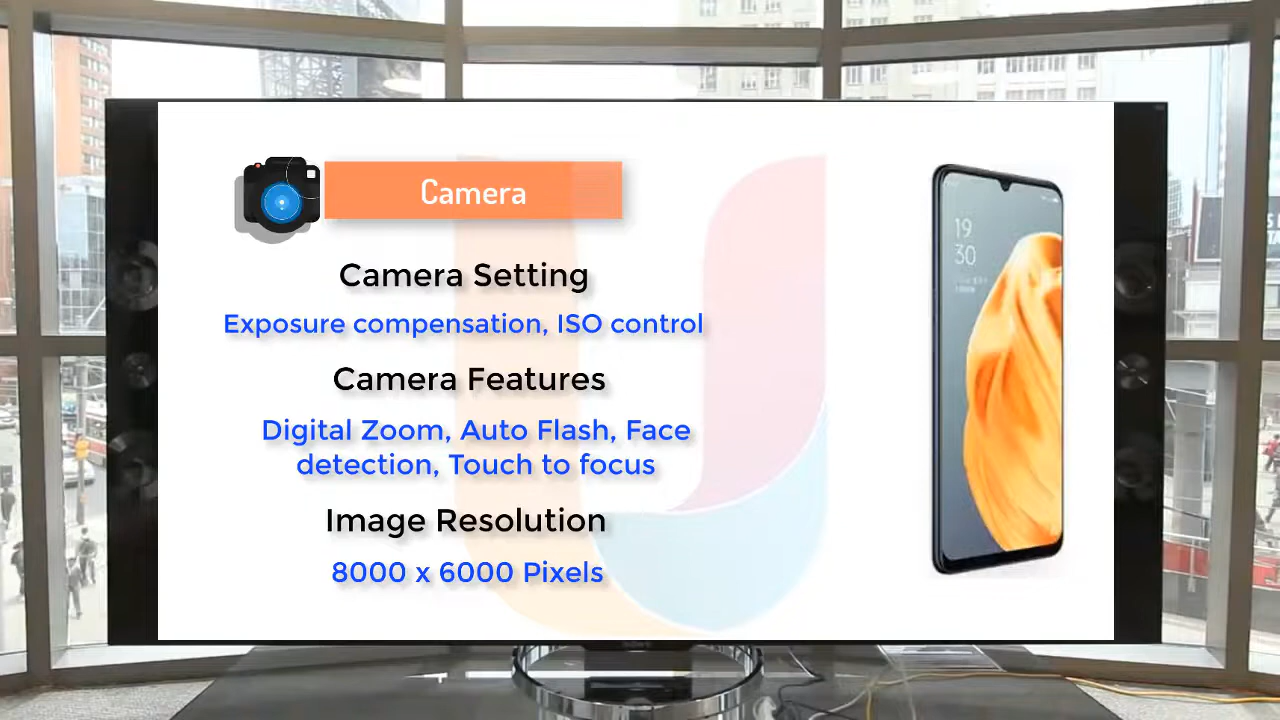 Camera
Camera Setting
Exposure compensation, ISO control
Camera Features
Digital Zoom, Auto Flash, Face
detection, Touch to focus
Image Resolution
8000 x 6000 Pixels
19
30